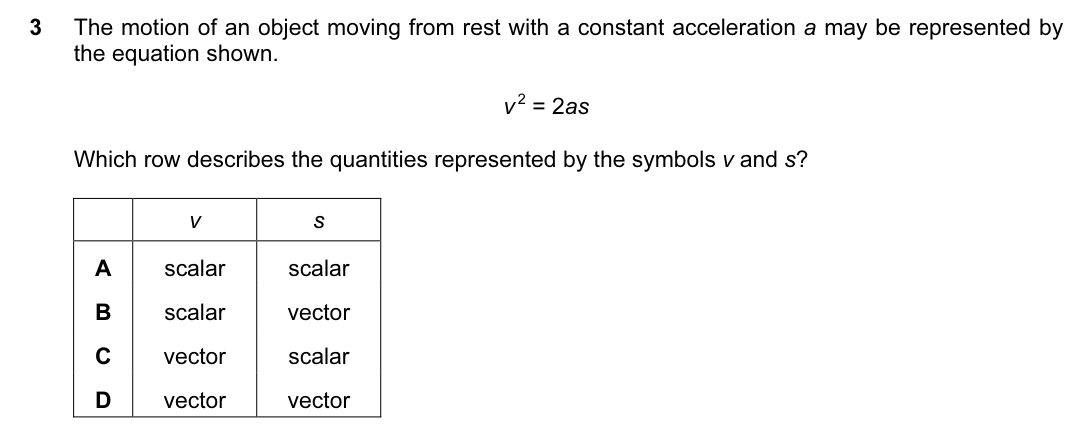 3 The motion of an object moving from rest with a constant acceleration a may be represented by
the equation shown.
v² = 2as
Which row describes the quantities represented by the symbols v and s?
v s
A scalar scalar
B scalar vector
C vector scalar
D vector vector